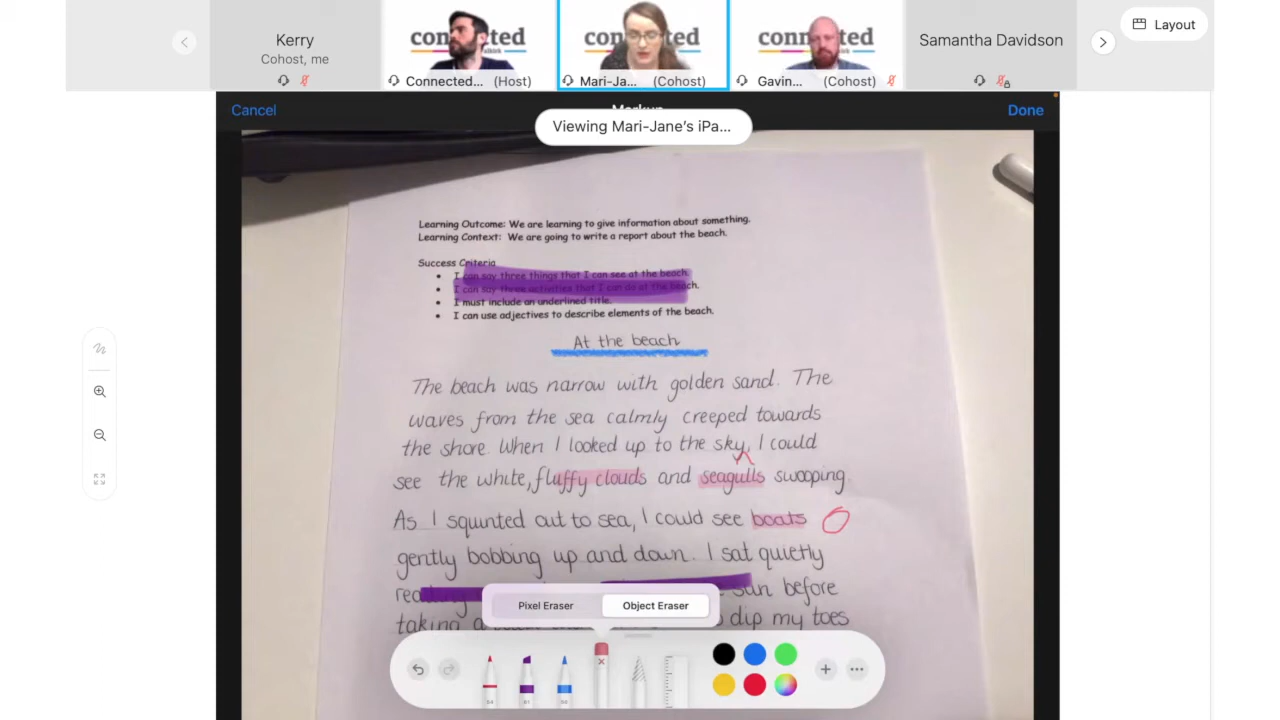 Kerry
Cohost, me
connected
Connected... (Host)
Mari-Ja... (Cohost)
Gavin... (Cohost)
Samantha Davidson
Layout
Cancel
Done
Viewing Mari-Jane's iPa...
Learning Outcome: We are learning to give information about something.
Learning Context: We are going to write a report about the beach.
Success Criteria
• I can say three things that I can see at the beach.
• I can say three activities that I can do at the beach.
• I must include an underlined title.
• I can use adjectives to describe elements of the beach.
At the beach
The beach was narrow with golden sand. The
waves from the sea calmly creeped towards
the shore. When I looked up to the sky, I could
see the white, fluffy clouds and seagulls swooping.
As I squinted out to sea, I could see boats
gently bobbing up and down. I sat quietly
reading sun before
taking a dip my toes
Pixel Eraser
Object Eraser